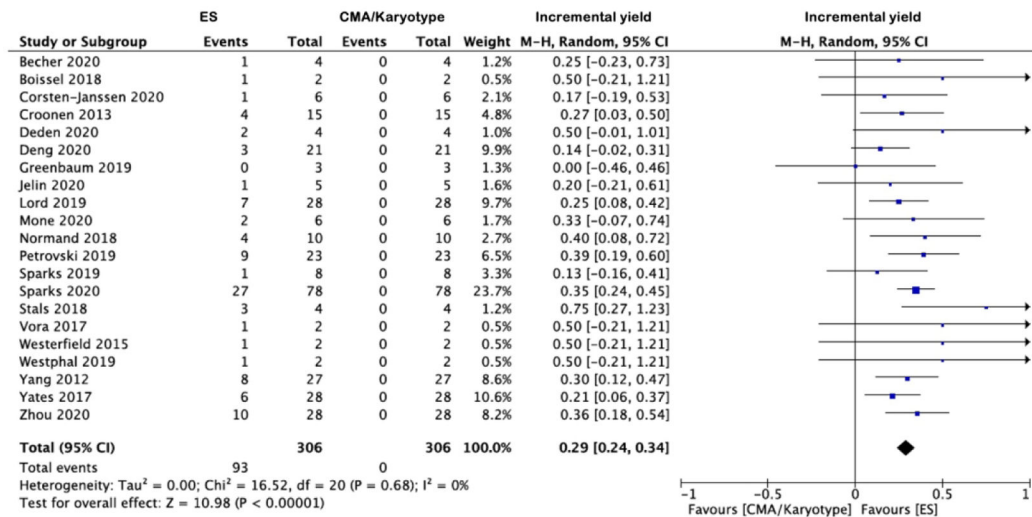 ES CMA/Karyotype Incremental yield Incremental yield
Study or Subgroup Events Total Events Total Weight M-H, Random, 95% CI M-H, Random, 95% CI
Becher 2020 1 4 0 4 1.2% 0.25 [-0.23, 0.73]
Boissel 2018 1 2 0 2 0.5% 0.50 [-0.21, 1.21]
Corsten-Janssen 2020 1 6 0 6 2.1% 0.17 [-0.19, 0.53]
Croonen 2013 4 15 0 15 4.8% 0.27 [0.03, 0.50]
Deden 2020 2 4 0 4 1.0% 0.50 [-0.01, 1.01]
Deng 2020 3 21 0 21 9.9% 0.14 [-0.02, 0.31]
Greenbaum 2019 0 3 0 3 1.3% 0.00 [-0.46, 0.46]
Jelin 2020 1 5 0 5 1.6% 0.20 [-0.21, 0.61]
Lord 2019 7 28 0 28 9.7% 0.25 [0.08, 0.42]
Mone 2020 2 6 0 6 1.7% 0.33 [-0.07, 0.74]
Normand 2018 4 10 0 10 2.7% 0.40 [0.08, 0.72]
Petrovski 2019 9 23 0 23 6.5% 0.39 [0.19, 0.60]
Sparks 2019 1 8 0 8 3.3% 0.13 [-0.16, 0.41]
Sparks 2020 27 78 0 78 23.7% 0.35 [0.24, 0.45]
Stals 2018 3 4 0 4 1.2% 0.75 [0.27, 1.23]
Vora 2017 1 2 0 2 0.5% 0.50 [-0.21, 1.21]
Westerfield 2015 1 2 0 2 0.5% 0.50 [-0.21, 1.21]
Westphal 2019 1 2 0 2 0.5% 0.50 [-0.21, 1.21]
Yang 2012 8 27 0 27 8.6% 0.30 [0.12, 0.47]
Yates 2017 6 28 0 28 10.6% 0.21 [0.06, 0.37]
Zhou 2020 10 28 0 28 8.2% 0.36 [0.18, 0.54]
Total (95% CI) 306 306 100.0% 0.29 [0.24, 0.34]
Total events 93 0
Heterogeneity: Tau² = 0.00; Chi² = 16.52, df = 20 (P = 0.68); I² = 0%
Test for overall effect: Z = 10.98 (P < 0.00001)
-1 -0.5 0 0.5 1
Favours [CMA/Karyotype] Favours [ES]